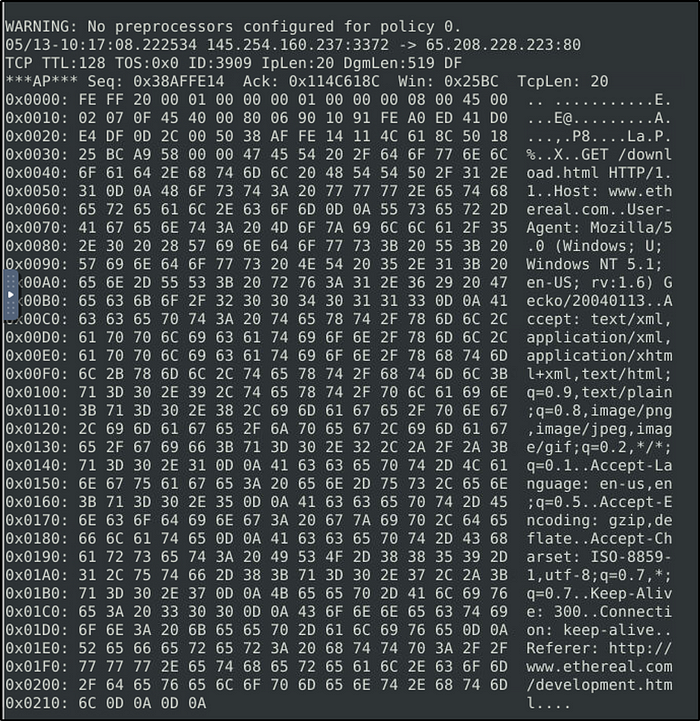 WARNING: No preprocessors configured for policy 0.
05/13-10:17:08.222534 145.254.160.237:3372 -> 65.208.228.223:80
TCP TTL:128 TOS:0x0 ID:3909 IpLen:20 DgmLen:519 DF
***AP*** Seq: 0x38AFFE14  Ack: 0x114C618C  Win: 0x25BC  TcpLen: 20
0x0000: FE FF 20 00 01 00 00 00 01 00 00 00 08 00 45 00  .. ...........E.
0x0010: 02 07 0F 45 40 00 80 06 90 10 91 FE A0 ED 41 D0  ...E@.........A.
0x0020: E4 DF 0D 2C 00 50 38 AF FE 14 11 4C 61 8C 50 18  ...,.P8....La.P.
0x0030: 25 BC A9 58 00 00 47 45 54 20 2F 64 6F 77 6E 6C  %..X..GET /downl
0x0040: 6F 61 64 2E 68 74 6D 6C 20 48 54 54 50 2F 31 2E  oad.html HTTP/1.
0x0050: 31 0D 0A 48 6F 73 74 3A 20 77 77 77 2E 65 74 68  1..Host: www.eth
0x0060: 65 72 65 61 6C 2E 63 6F 6D 0D 0A 55 73 65 72 2D  ereal.com..User-
0x0070: 41 67 65 6E 74 3A 20 4D 6F 7A 69 6C 6C 61 2F 35  Agent: Mozilla/5
0x0080: 2E 30 20 28 57 69 6E 64 6F 77 73 3B 20 55 3B 20  .0 (Windows; U;
0x0090: 57 69 6E 64 6F 77 73 20 4E 54 20 35 2E 31 3B 20  Windows NT 5.1;
00A0: 65 6E 2D 55 53 3B 20 72 76 3A 31 2E 36 29 20 47  en-US; rv:1.6) G
00B0: 65 63 6B 6F 2F 32 30 30 34 30 31 31 33 0D 0A 41  ecko/20040113..A
0x00C0: 63 63 65 70 74 3A 20 74 65 78 74 2F 78 6D 6C 2C  ccept: text/xml,
0x00D0: 61 70 70 6C 69 63 61 74 69 6F 6E 2F 78 6D 6C 2C  application/xml,
0x00E0: 61 70 70 6C 69 63 61 74 69 6F 6E 2F 78 68 74 6D  application/xhtm
0x00F0: 6C 2B 78 6D 6C 2C 74 65 78 74 2F 68 74 6D 6C 3B  l+xml,text/html;
0x0100: 71 3D 30 2E 39 2C 74 65 78 74 2F 70 6C 61 69 6E  q=0.9,text/plain
0x0110: 3B 71 3D 30 2E 38 2C 69 6D 61 67 65 2F 70 6E 67  ;q=0.8,image/png
0x0120: 2C 69 6D 61 67 65 2F 6A 70 65 67 2C 69 6D 61 67  ,image/jpeg,imag
0x0130: 65 2F 67 69 66 3B 71 3D 30 2E 32 2C 2A 2F 2A 3B  e/gif;q=0.2,*/*;
0x0140: 71 3D 30 2E 31 0D 0A 41 63 63 65 70 74 2D 4C 61  q=0.1..Accept-La
0x0150: 6E 67 75 61 67 65 3A 20 65 6E 2D 75 73 2C 65 6E  nguage: en-us,en
0x0160: 3B 71 3D 30 2E 35 0D 0A 41 63 63 65 70 74 2D 45  ;q=0.5..Accept-E
0x0170: 6E 63 6F 64 69 6E 67 3A 20 67 7A 69 70 2C 64 65  ncoding: gzip,de
0x0180: 66 6C 61 74 65 0D 0A 41 63 63 65 70 74 2D 43 68  flate..Accept-Ch
0x0190: 61 72 73 65 74 3A 20 49 53 4F 2D 38 38 35 39 2D  arset: ISO-8859-
0x01A0: 31 2C 75 74 66 2D 38 3B 71 3D 30 2E 37 2C 2A 3B  1,utf-8;q=0.7,*;
0x01B0: 71 3D 30 2E 37 0D 0A 4B 65 65 70 2D 41 6C 69 76  q=0.7..Keep-Aliv
0x01C0: 65 3A 20 33 30 30 0D 0A 43 6F 6E 6E 65 63 74 69  e: 300..Connecti
0x01D0: 6F 6E 3A 20 6B 65 65 70 2D 61 6C 69 76 65 0D 0A  on: keep-alive..
0x01E0: 52 65 66 65 72 65 72 3A 20 68 74 74 70 3A 2F 2F  Referer: http://
0x01F0: 77 77 77 2E 65 74 68 65 72 65 61 6C 2E 63 6F 6D  www.ethereal.com
0x0200: 2F 64 65 76 65 6C 6F 70 6D 65 6E 74 2E 68 74 6D  /development.htm
0x0210: 6C 0D 0A 0D 0A  l....